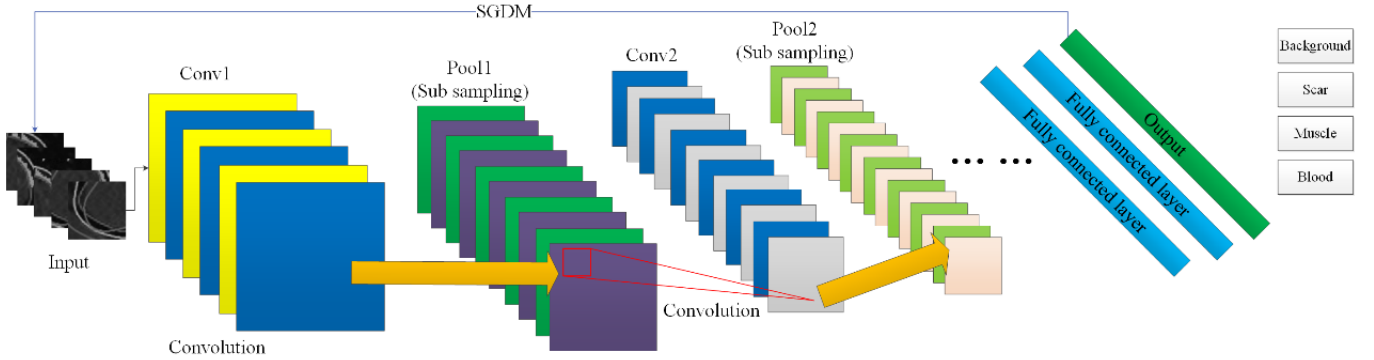 SGDM
Input
Conv1
Convolution
Pool1
(Sub sampling)
Conv2
Convolution
Pool2
(Sub sampling)
... ...
Fully connected layer
Fully connected layer
Output
Background
Scar
Muscle
Blood